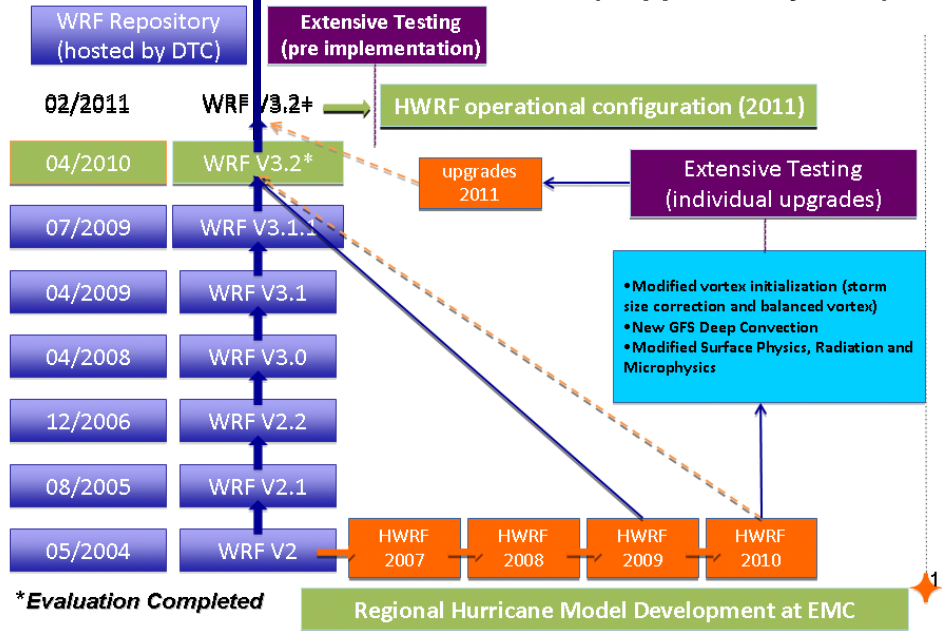 WRF Repository
(hosted by DTC)
Extensive Testing
(pre implementation)
02/2011
WRF V3.2+
HWRF operational configuration (2011)
04/2010
WRF V3.2*
upgrades
2011
Extensive Testing
(individual upgrades)
07/2009
WRF V3.1.1
04/2009
WRF V3.1
•Modified vortex initialization (storm
size correction and balanced vortex)
•New GFS Deep Convection
•Modified Surface Physics, Radiation and
Microphysics
04/2008
WRF V3.0
12/2006
WRF V2.2
08/2005
WRF V2.1
05/2004
WRF V2
HWRF
2007
HWRF
2008
HWRF
2009
HWRF
2010
1
*Evaluation Completed
Regional Hurricane Model Development at EMC